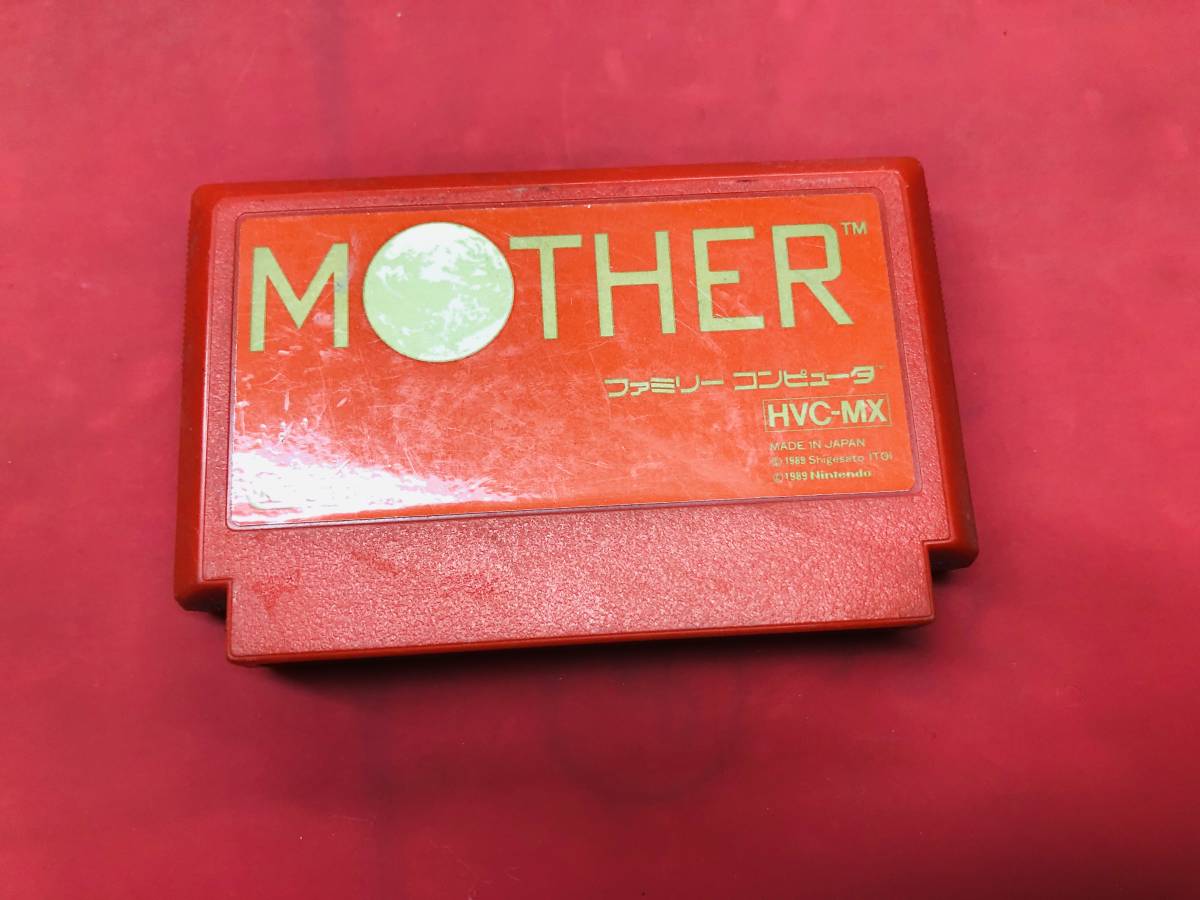 MOTHER™
ファミリー コンピュータ
HVC-MX
MADE IN JAPAN
©1989 Shigesato ITOI
©1989 Nintendo